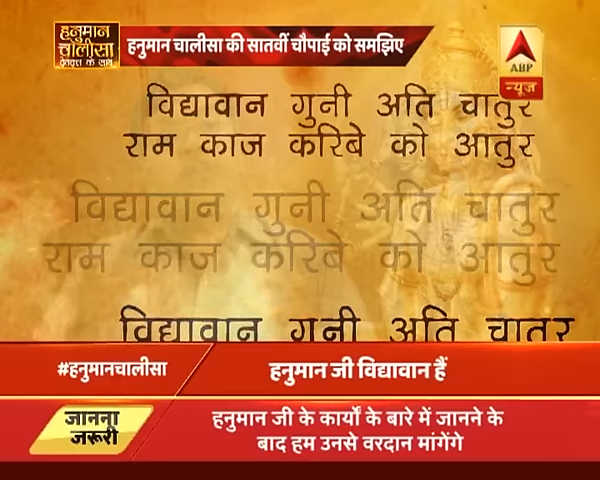 हनुमान
चालीसा
देवदत्त के साथ
हनुमान चालीसा की सातवीं चौपाई को समझिए
ABP
न्यूज़
विद्यावान गुनी अति चातुर
राम काज करिबे को आतुर
विद्यावान गुनी अति चातुर
राम काज करिबे को आतुर
विद्यावान गुनी अति चातुर
#हनुमानचालीसा
हनुमान जी विद्यावान हैं
जानना
जरूरी
हनुमान जी के कार्यों के बारे में जानने के
बाद हम उनसे वरदान मांगेंगे